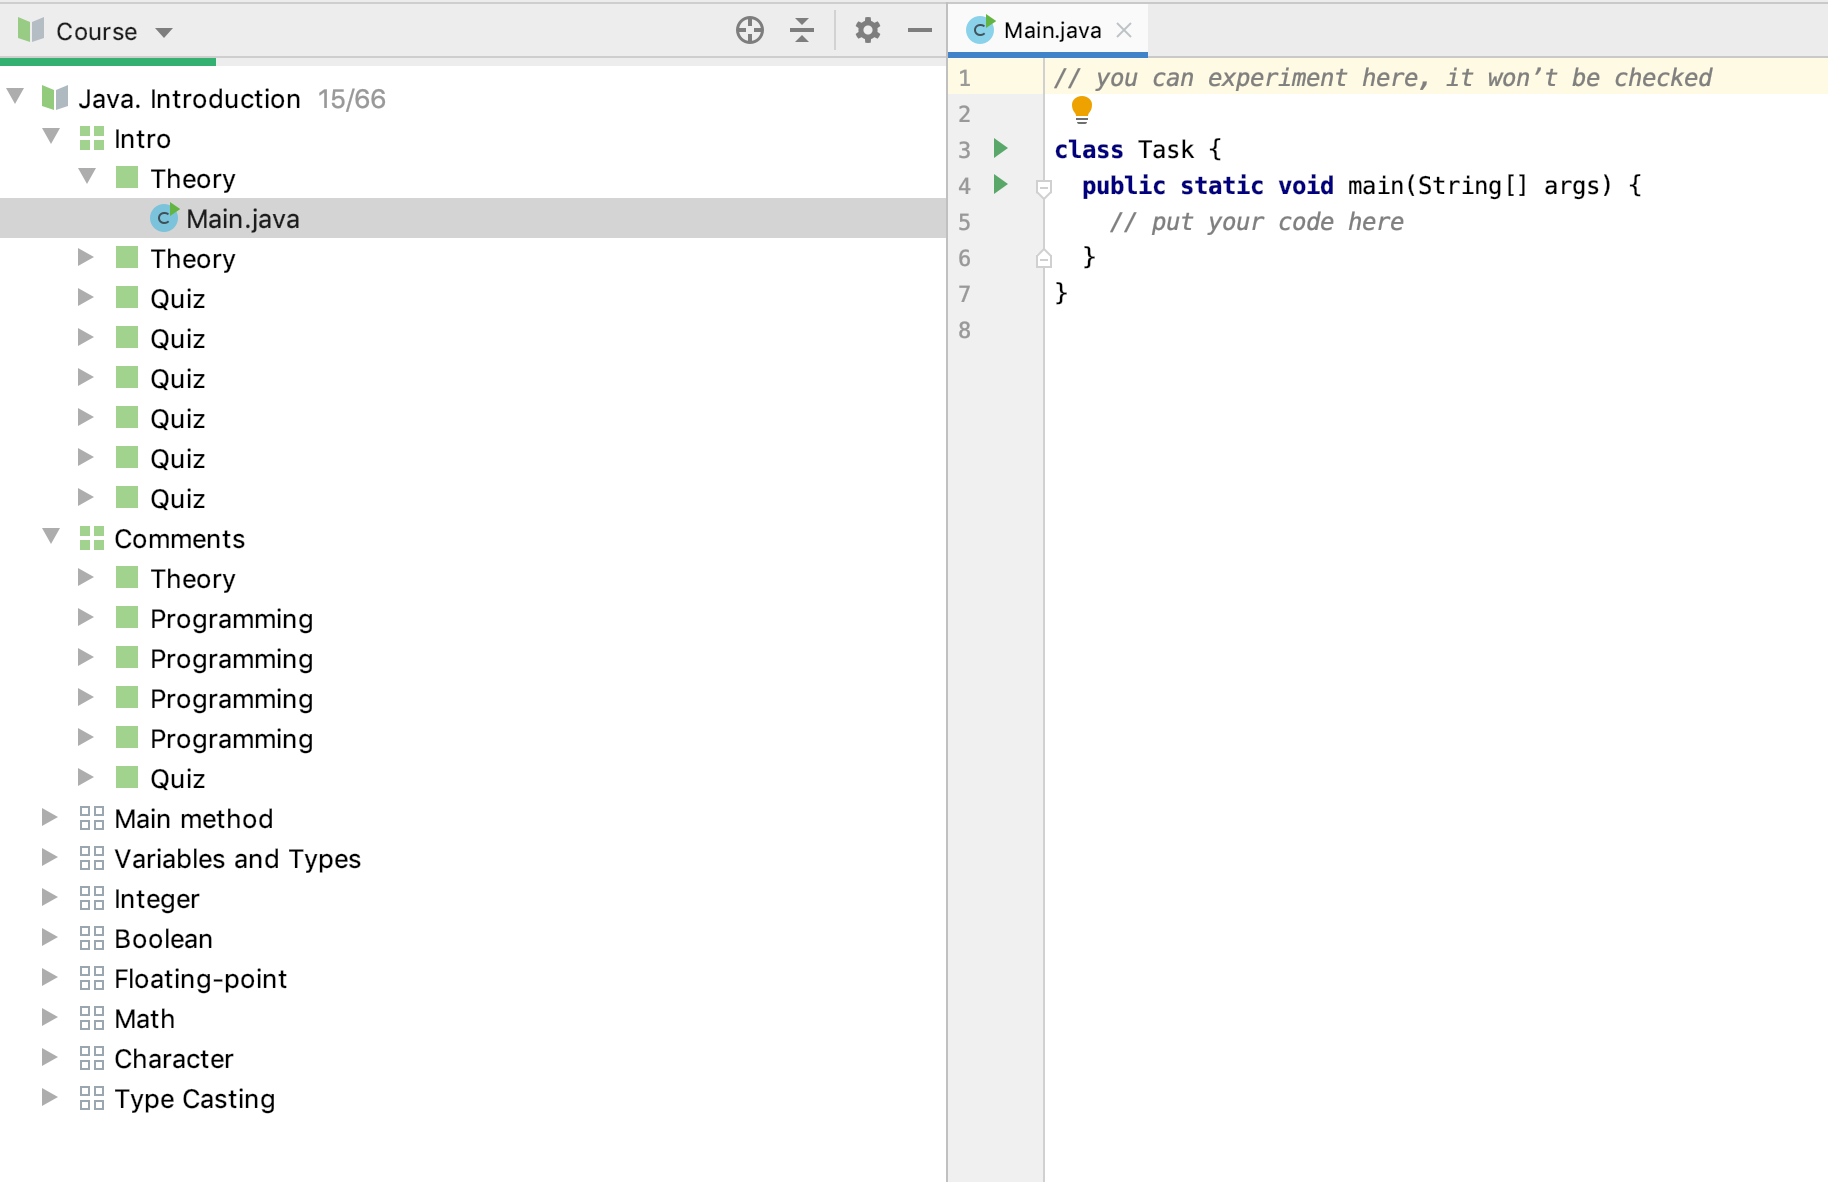 Course
Java. Introduction 15/66
Intro
Theory
Main.java
Theory
Quiz
Quiz
Quiz
Quiz
Quiz
Quiz
Comments
Theory
Programming
Programming
Programming
Programming
Quiz
Main method
Variables and Types
Integer
Boolean
Floating-point
Math
Character
Type Casting
Main.java
1 // you can experiment here, it won’t be checked
2
3 class Task {
4 public static void main(String[] args) {
5 // put your code here
6 }
7 }
8